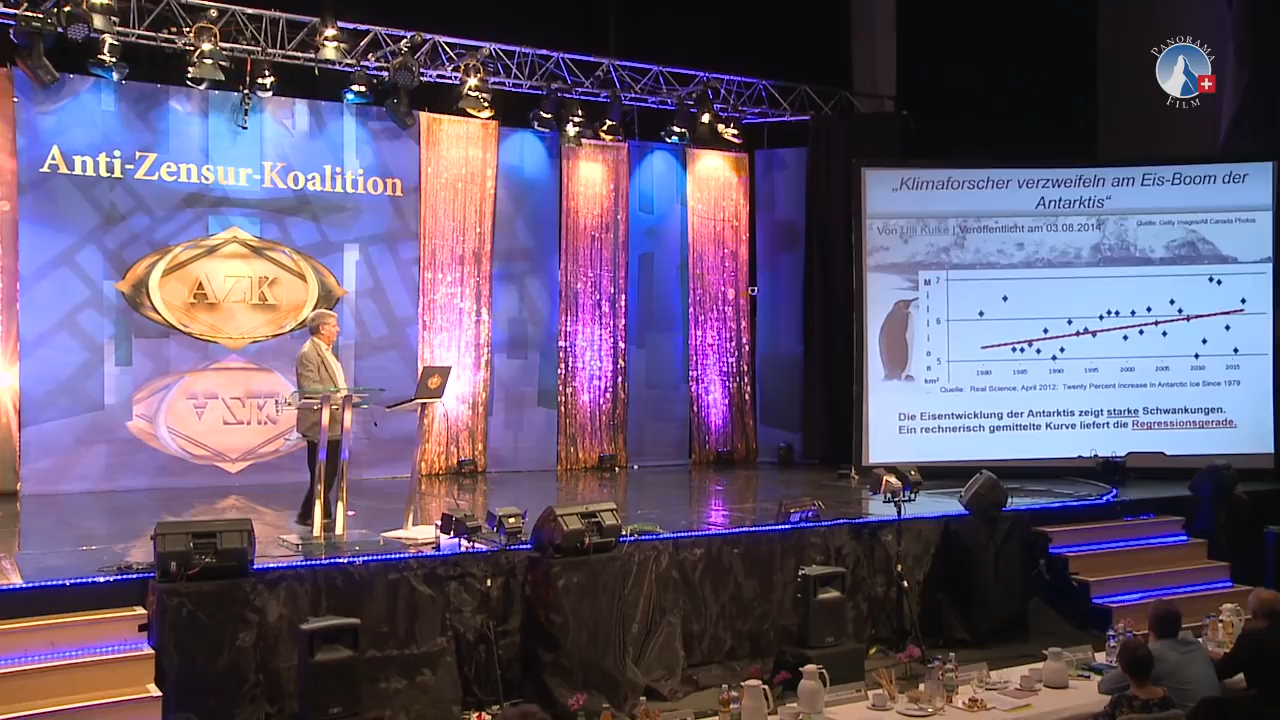 PANORAMA
FILM
Anti-Zensur-Koalition
AZK
AZK
„Klimaforscher verzweifeln am Eis-Boom der
Antarktis“
Quelle: Getty Images/All Canada Photos
Von Ulli Kulke | Veröffentlicht am 03.08.2014
Million km²
7
6
5
1980 1985 1990 1995 2000 2005 2010 2015
Quelle: Real Science, April 2012; Twenty Percent Increase In Antarctic Ice Since 1979
Die Eisentwicklung der Antarktis zeigt starke Schwankungen.
Ein rechnerisch gemittelte Kurve liefert die Regressionsgerade.